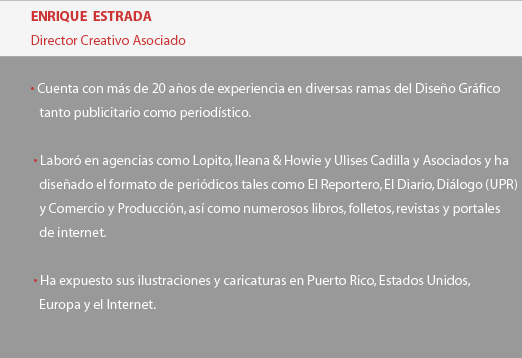 ENRIQUE ESTRADA
Director Creativo Asociado
• Cuenta con más de 20 años de experiencia en diversas ramas del Diseño Gráfico
tanto publicitario como periodístico.
• Laboró en agencias como Lopito, Ileana & Howie y Ulises Cadilla y Asociados y ha
diseñado el formato de periódicos tales como El Reportero, El Diario, Diálogo (UPR)
y Comercio y Producción, así como numerosos libros, folletos, revistas y portales
de internet.
• Ha expuesto sus ilustraciones y caricaturas en Puerto Rico, Estados Unidos,
Europa y el Internet.